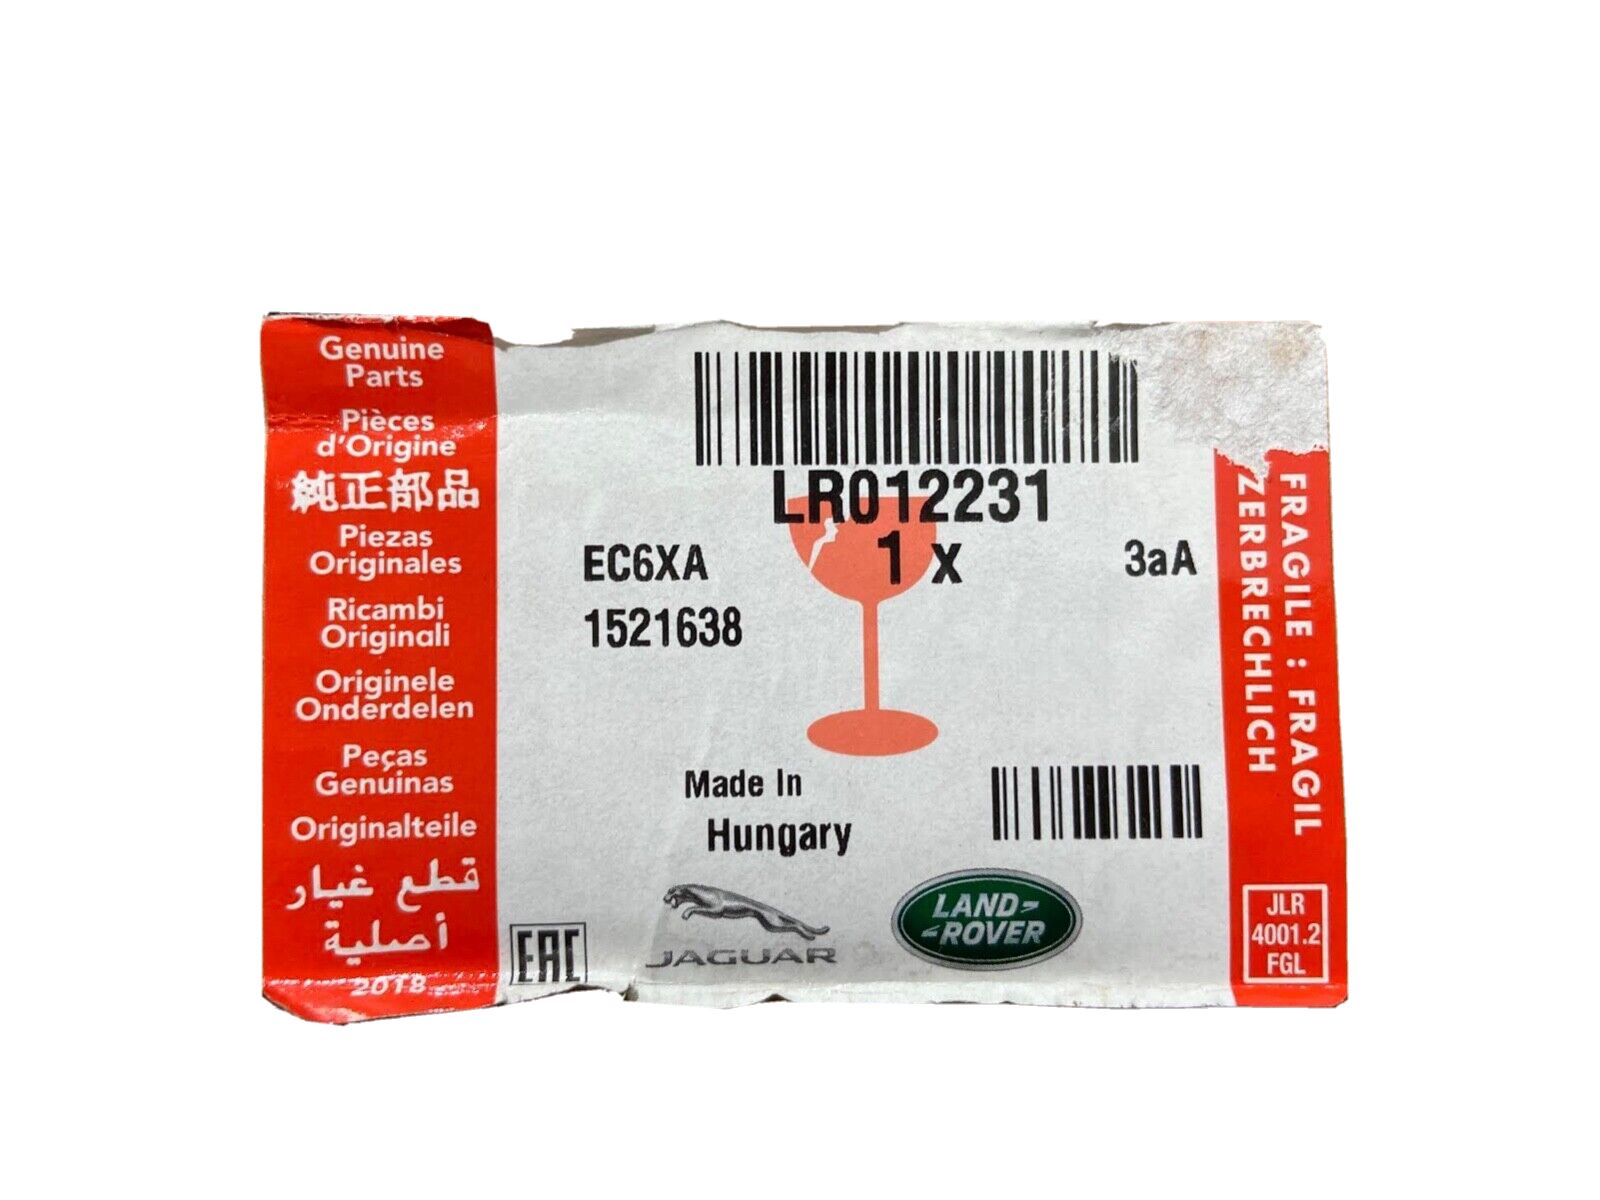 Genuine
Parts
Pièces
d'Origine
純正部品
Piezas
Originales
Ricambi
Originali
Originele
Onderdelen
Peças
Genuinas
Originalteile
قطع غيار
أصلية
2018
LR012231
1 x
EC6XA
3aA
1521638
Made In
Hungary
EAC
JAGUAR
LAND-
ROVER
FRAGILE : FRAGIL
ZERBRECHLICH
JLR
4001.2
FGL